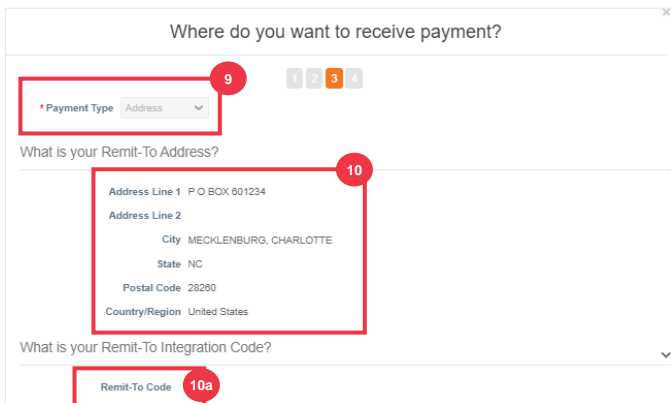 Where do you want to receive payment?
9
1 2 3 4
* Payment Type Address
What is your Remit-To Address?
10
Address Line 1 P O BOX 601234
Address Line 2
City MECKLENBURG, CHARLOTTE
State NC
Postal Code 28260
Country/Region United States
What is your Remit-To Integration Code?
Remit-To Code 10a